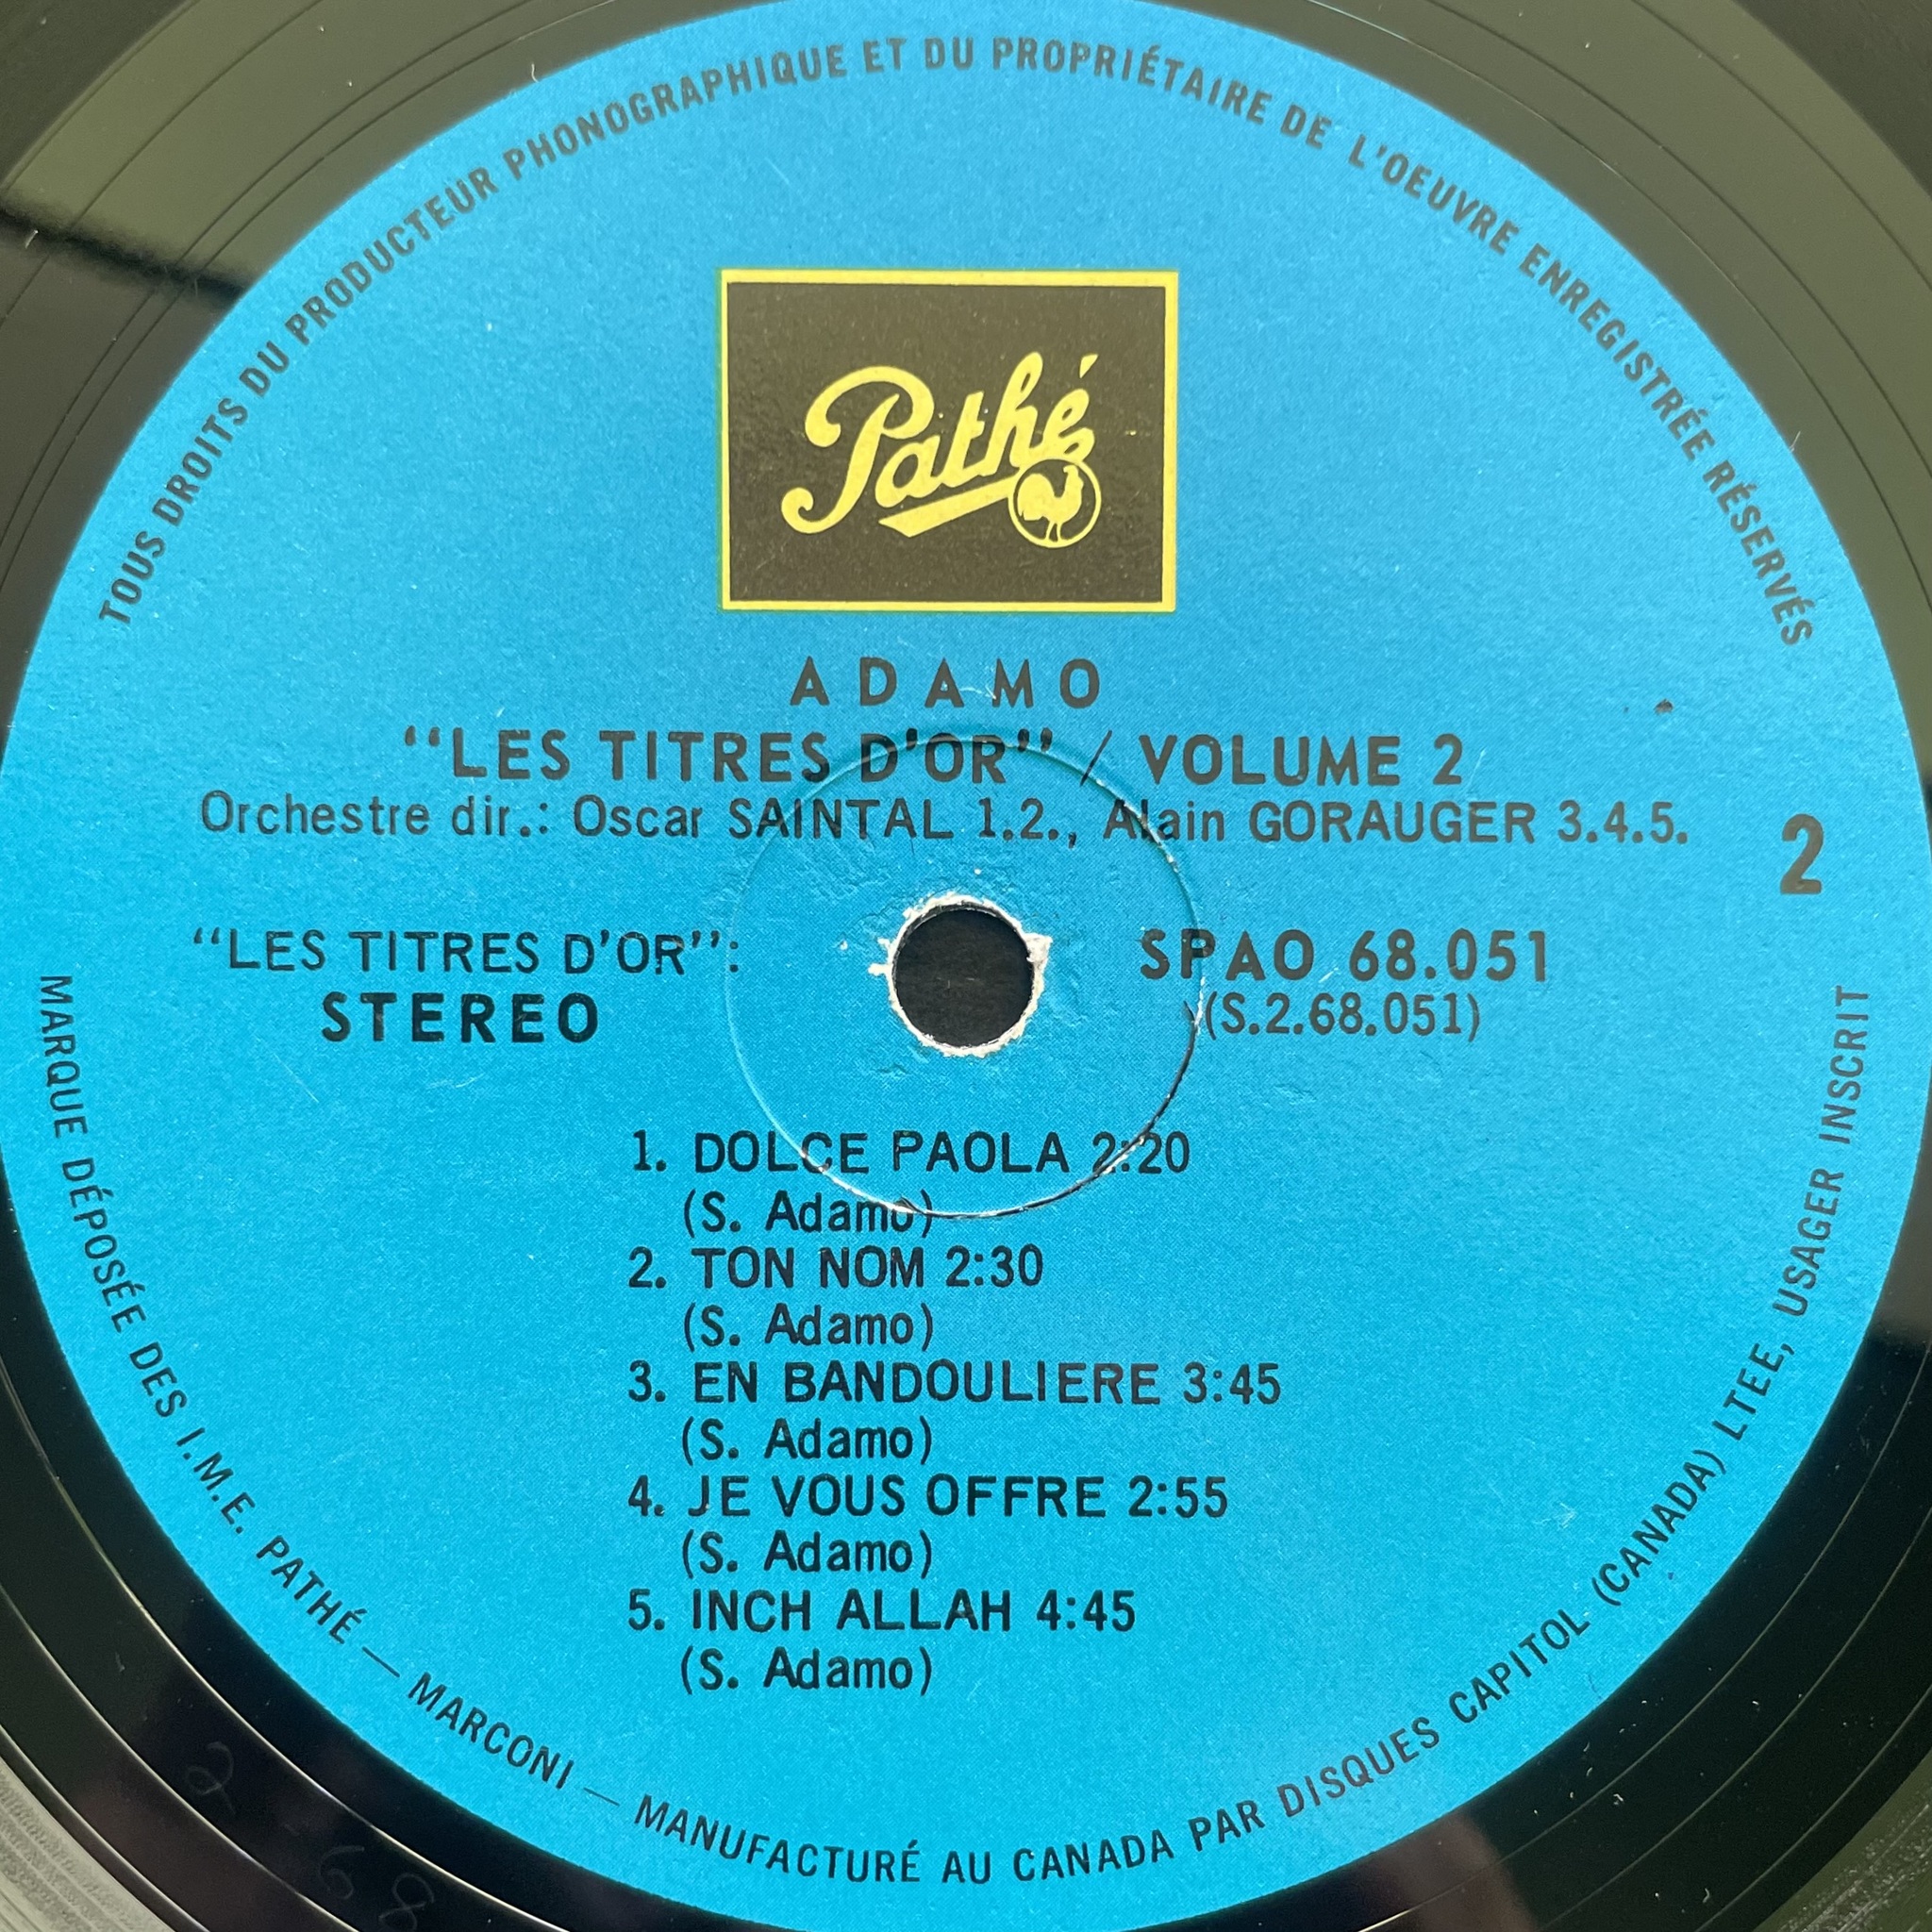 TOUS DROITS DU PRODUCTEUR PHONOGRAPHIQUE ET DU PROPRIÉTAIRE DE L'OEUVRE ENREGISTRÉE RÉSERVÉS
Pathé
ADAMO
"LES TITRES D'OR" / VOLUME 2
Orchestre dir.: Oscar SAINTAL 1.2., Alain GORAUGER 3.4.5.
2
"LES TITRES D'OR":
STEREO
SPAO 68.051
(S.2.68.051)
1. DOLCE PAOLA 2:20
(S. Adamo)
2. TON NOM 2:30
(S. Adamo)
3. EN BANDOULIERE 3:45
(S. Adamo)
4. JE VOUS OFFRE 2:55
(S. Adamo)
5. INCH ALLAH 4:45
(S. Adamo)
MARQUE DÉPOSÉE DES I.M.E. PATHÉ — MARCONI — MANUFACTURÉ AU CANADA PAR DISQUES CAPITOL (CANADA) LTEE, USAGER INSCRIT
2 68